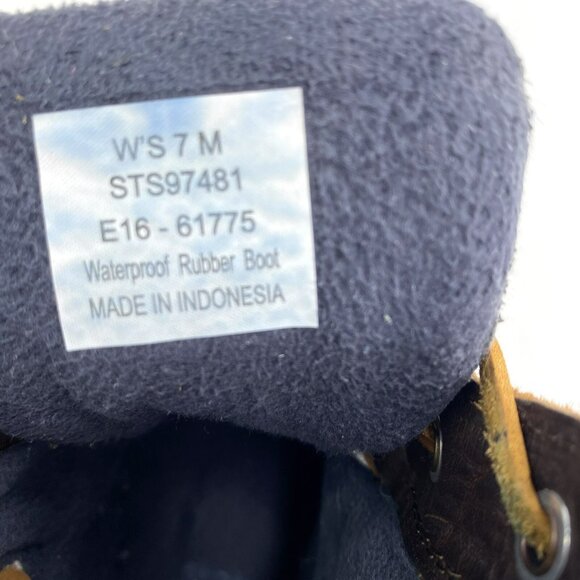 W'S 7 M
STS97481
E16 - 61775
Waterproof Rubber Boot
MADE IN INDONESIA